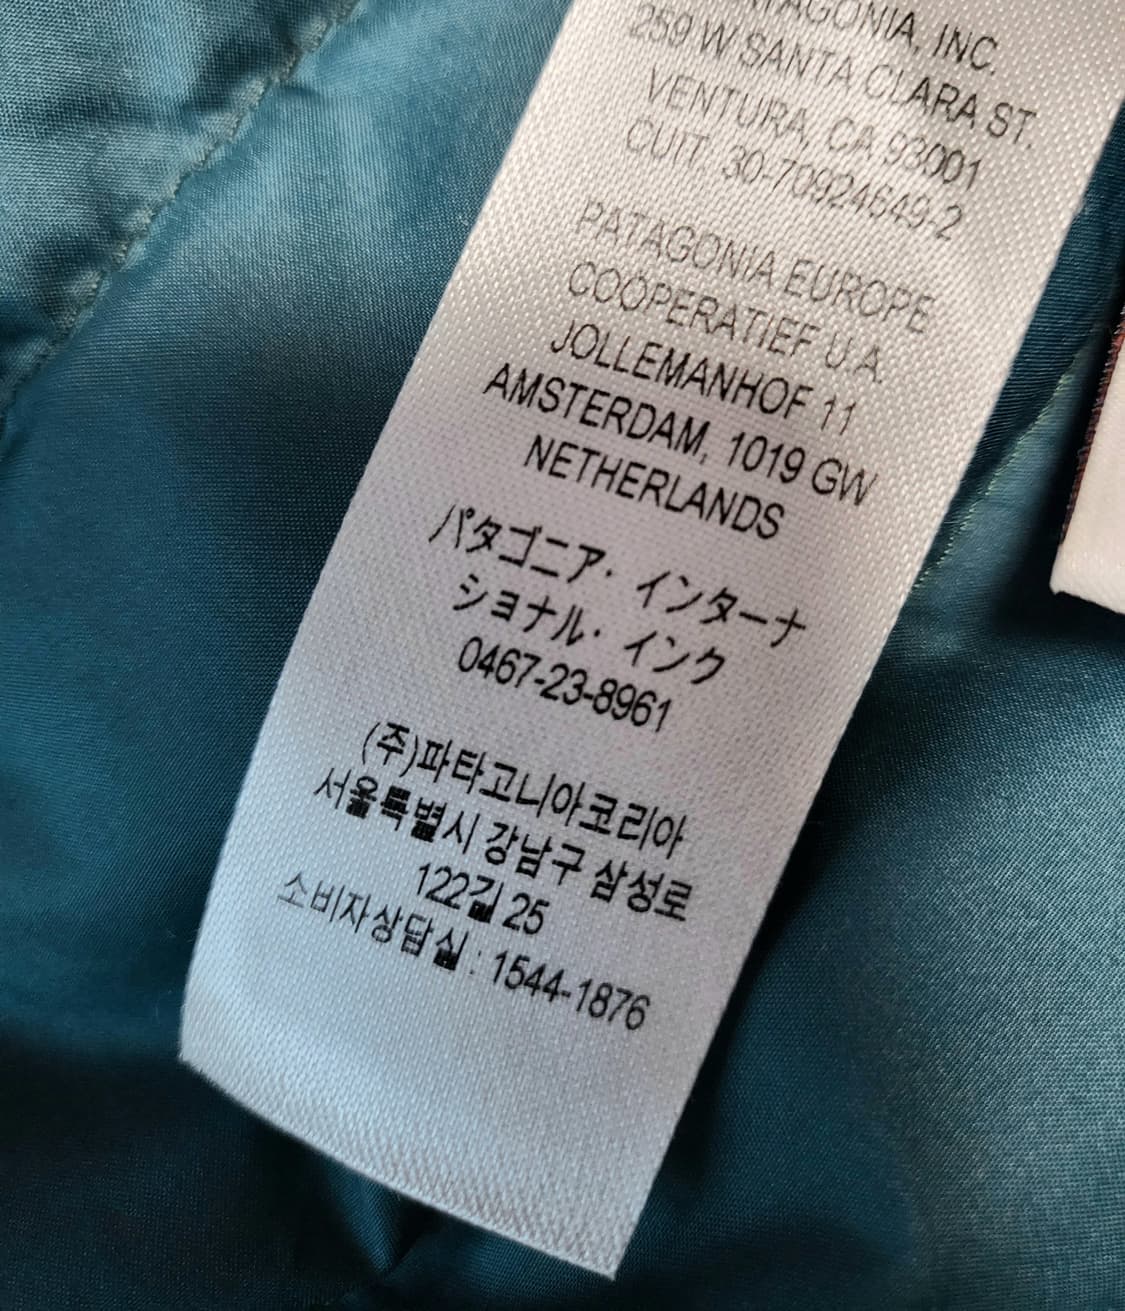 PATAGONIA, INC.
259 W SANTA CLARA ST.
VENTURA, CA 93001
CUIT. 30-70924649-2
PATAGONIA EUROPE
COOPERATIEF U.A.
JOLLEMANHOF 11
AMSTERDAM, 1019 GW
NETHERLANDS
パタゴニア・インターナ
ショナル・インク
0467-23-8961
(주)파타고니아코리아
서울특별시 강남구 삼성로
122길 25
소비자상담실 : 1544-1876